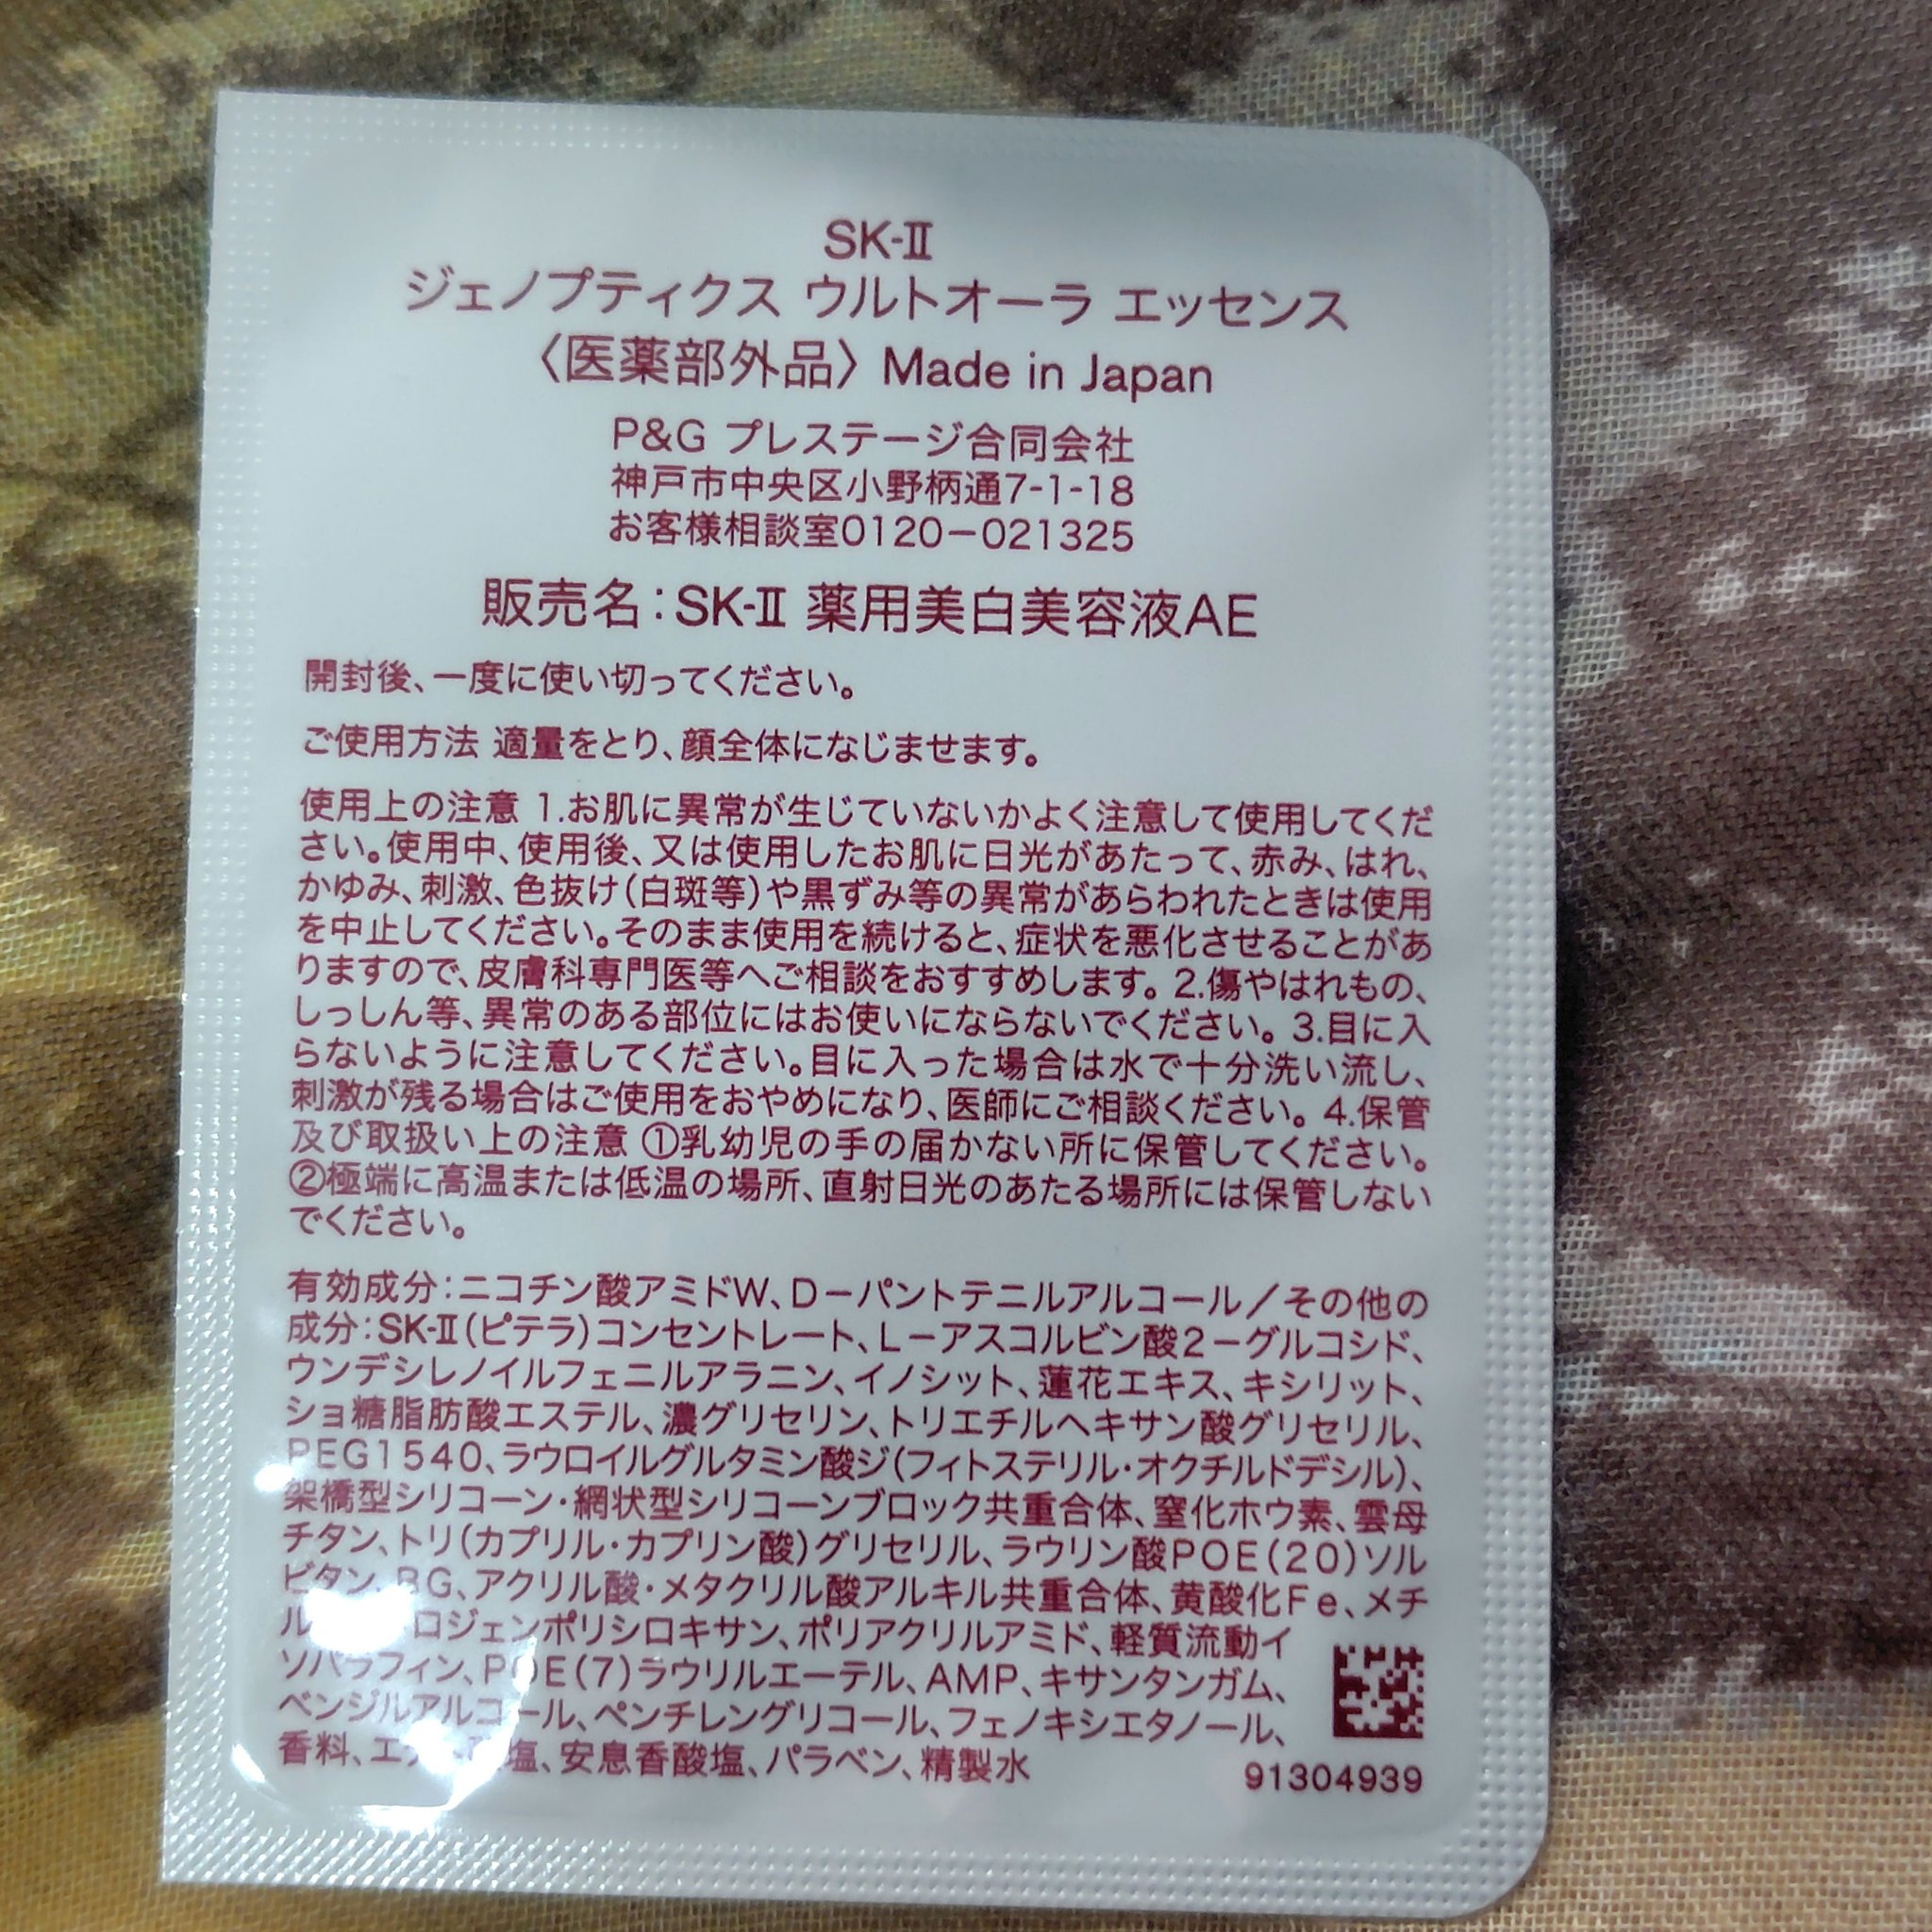 SK-II
ジェノプティクス ウルトオーラ エッセンス
〈医薬部外品〉Made in Japan
P&G プレステージ合同会社
神戸市中央区小野柄通7-1-18
お客様相談室0120－021325
販売名：SK-II 薬用美白美容液AE
開封後、一度に使い切ってください。
ご使用方法 適量をとり、顔全体になじませます。
使用上の注意 1.お肌に異常が生じていないかよく注意して使用してくだ
さい。使用中、使用後、又は使用したお肌に日光があたって、赤み、はれ、
かゆみ、刺激、色抜け（白斑等）や黒ずみ等の異常があらわれたときは使用
を中止してください。そのまま使用を続けると、症状を悪化させることがあ
りますので、皮膚科専門医等へご相談をおすすめします。2.傷やはれもの、
しっしん等、異常のある部位にはお使いにならないでください。3.目に入
らないように注意してください。目に入った場合は水で十分洗い流し、
刺激が残る場合はご使用をおやめになり、医師にご相談ください。4.保管
及び取扱い上の注意 ①乳幼児の手の届かない所に保管してください。
②極端に高温または低温の場所、直射日光のあたる場所には保管しない
でください。
有効成分：ニコチン酸アミドW、D－パントテニルアルコール／その他の
成分：SK-II（ピテラ）コンセントレート、L－アスコルビン酸2－グルコシド、
ウンデシレノイルフェニルアラニン、イノシット、蓮花エキス、キシリット、
ショ糖脂肪酸エステル、濃グリセリン、トリエチルヘキサン酸グリセリル、
PEG1540、ラウロイルグルタミン酸ジ（フィトステリル・オクチルドデシル）、
架橋型シリコーン・網状型シリコーンブロック共重合体、窒化ホウ素、雲母
チタン、トリ（カプリル・カプリン酸）グリセリル、ラウリン酸POE（20）ソル
ビタン、BG、アクリル酸・メタクリル酸アルキル共重合体、黄酸化Fe、メチ
ロジェンポリシロキサン、ポリアクリルアミド、軽質流動イ
ソパラフィン、POE（7）ラウリルエーテル、AMP、キサンタンガム、
ベンジルアルコール、ペンチレングリコール、フェノキシエタノール、
香料、塩、安息香酸塩、パラベン、精製水
91304939